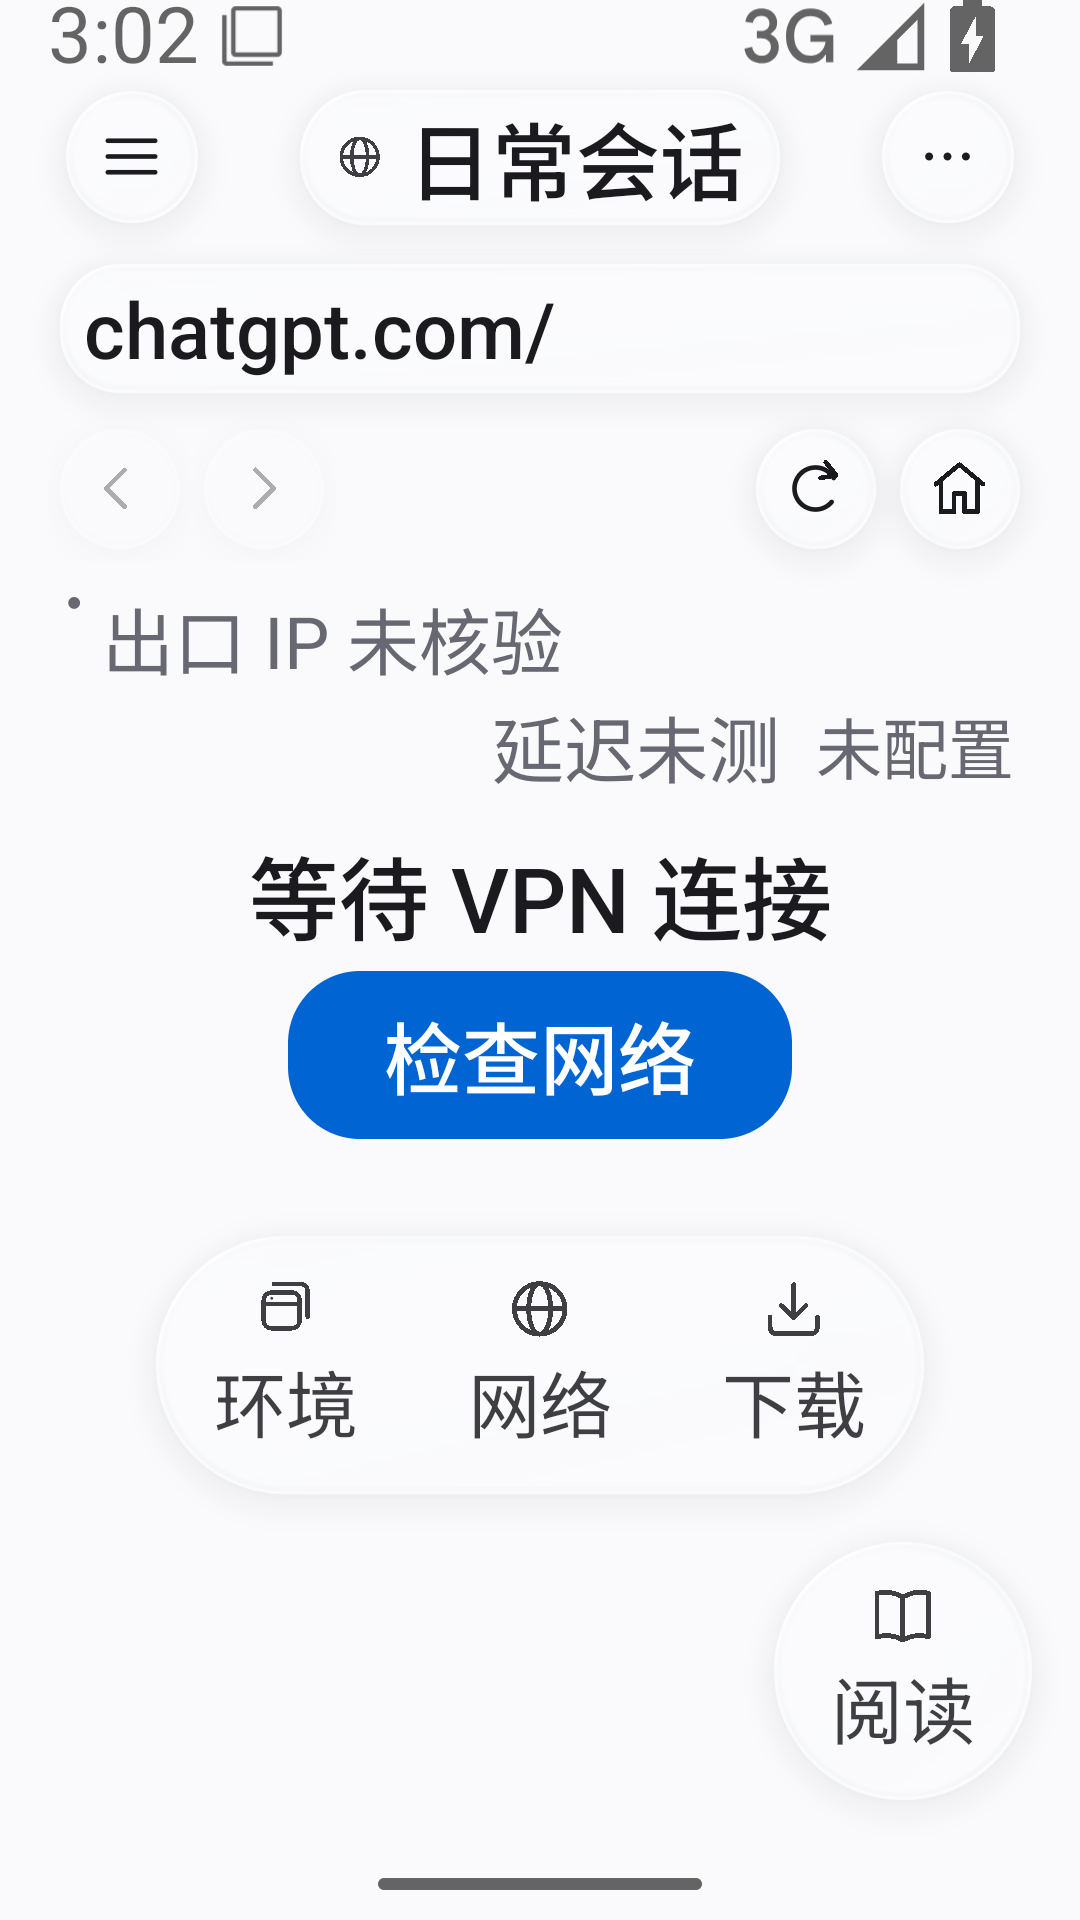 3:02 3G
日常会话
chatgpt.com/
出口 IP 未核验
延迟未测 未配置
等待 VPN 连接
检查网络
环境 网络 下载
阅读